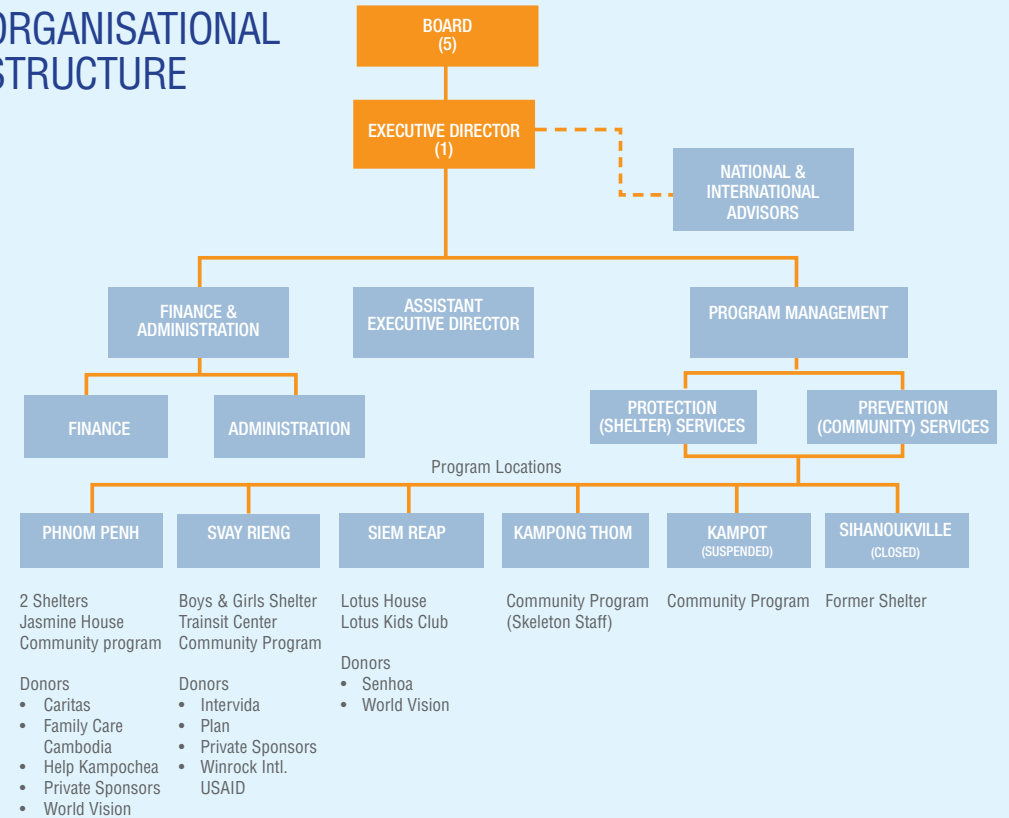 ORGANISATIONAL
STRUCTURE
BOARD
(5)
EXECUTIVE DIRECTOR
(1)
NATIONAL &
INTERNATIONAL
ADVISORS
FINANCE &
ADMINISTRATION
ASSISTANT
EXECUTIVE DIRECTOR
PROGRAM MANAGEMENT
FINANCE
ADMINISTRATION
PROTECTION
(SHELTER) SERVICES
PREVENTION
(COMMUNITY) SERVICES
Program Locations
PHNOM PENH
SVAY RIENG
SIEM REAP
KAMPONG THOM
KAMPOT
(SUSPENDED)
SIHANOUKVILLE
(CLOSED)
2 Shelters
Jasmine House
Community program
Donors
• Caritas
• Family Care
Cambodia
• Help Kampochea
• Private Sponsors
• World Vision
Boys & Girls Shelter
Trainsit Center
Community Program
Donors
• Intervida
• Plan
• Private Sponsors
• Winrock Intl.
USAID
Lotus House
Lotus Kids Club
Donors
• Senhoa
• World Vision
Community Program
(Skeleton Staff)
Community Program
Former Shelter